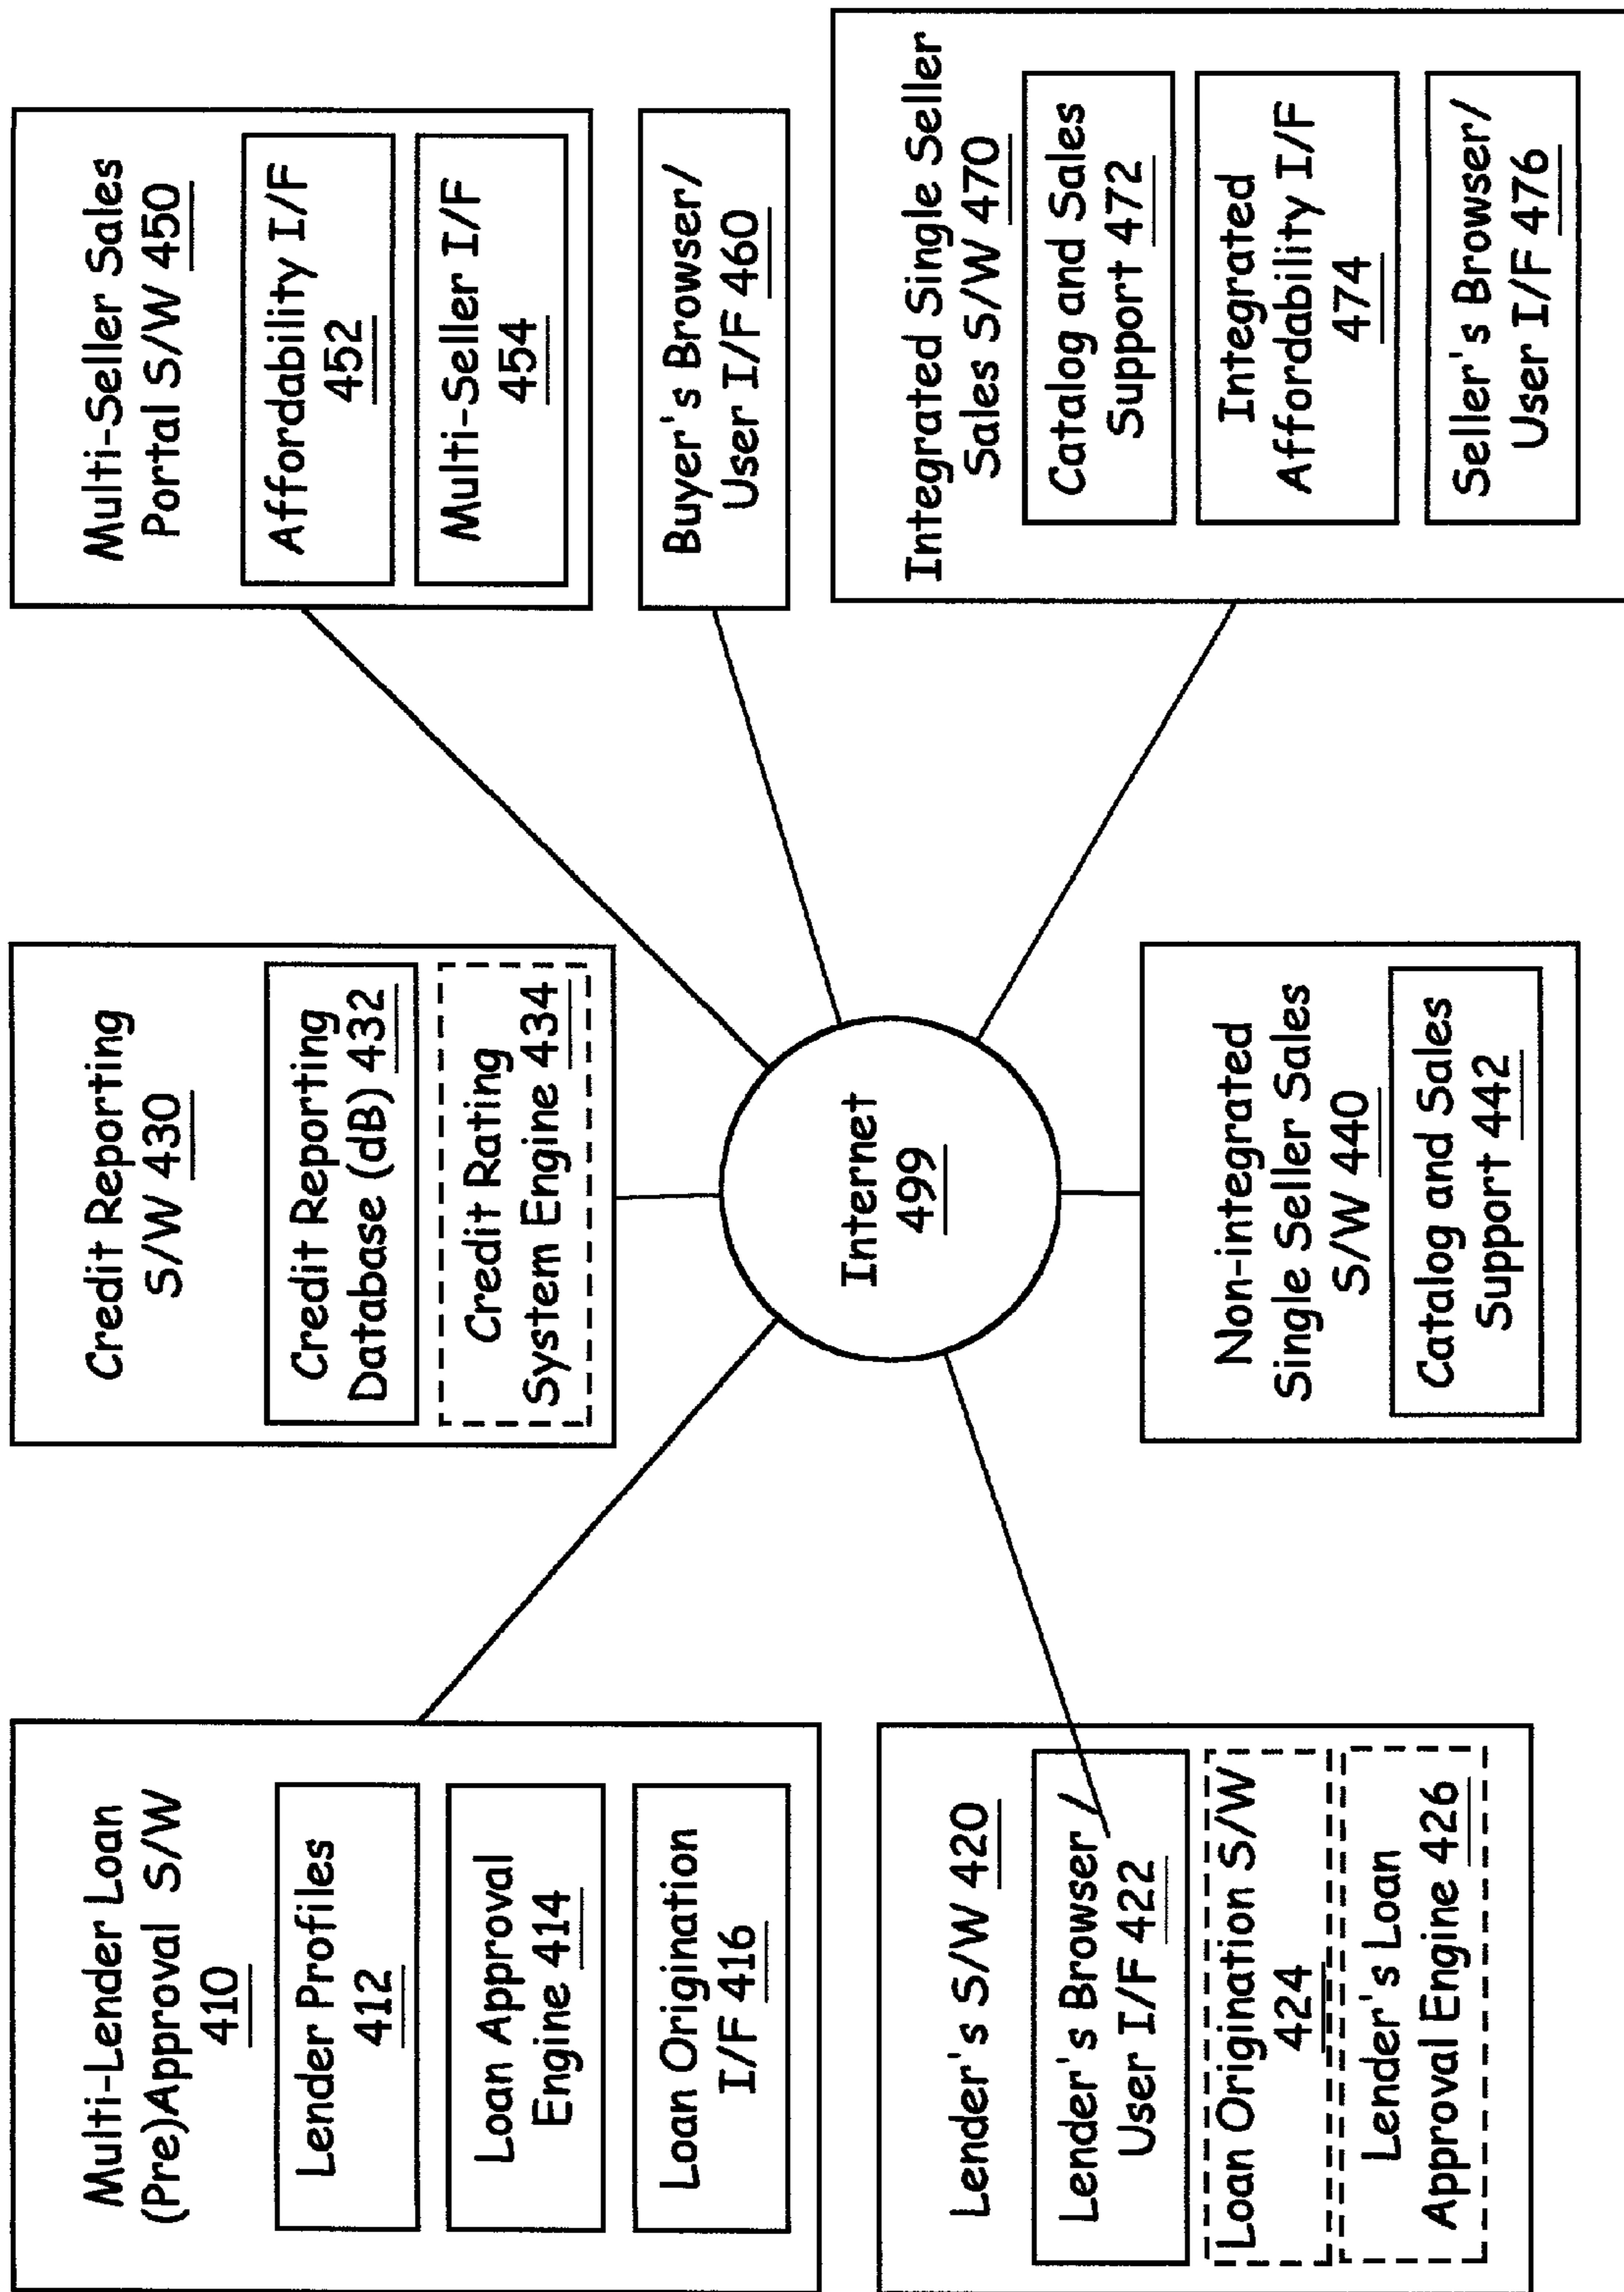 Multi-Lender Loan
(Pre)Approval S/W
410
Lender Profiles
412
Loan Approval
Engine 414
Loan Origination
I/F 416
Credit Reporting
S/W 430
Credit Reporting
Database (dB) 432
Credit Rating
System Engine 434
Multi-Seller Sales
Portal S/W 450
Affordability I/F
452
Multi-Seller I/F
454
Buyer's Browser/
User I/F 460
Internet
499
Lender's S/W 420
Lender's Browser /
User I/F 422
Loan Origination S/W
424
Lender's Loan
Approval Engine 426
Non-integrated
Single Seller Sales
S/W 440
Catalog and Sales
Support 442
Integrated Single Seller
Sales S/W 470
Catalog and Sales
Support 472
Integrated
Affordability I/F
474
Seller's Browser/
User I/F 476